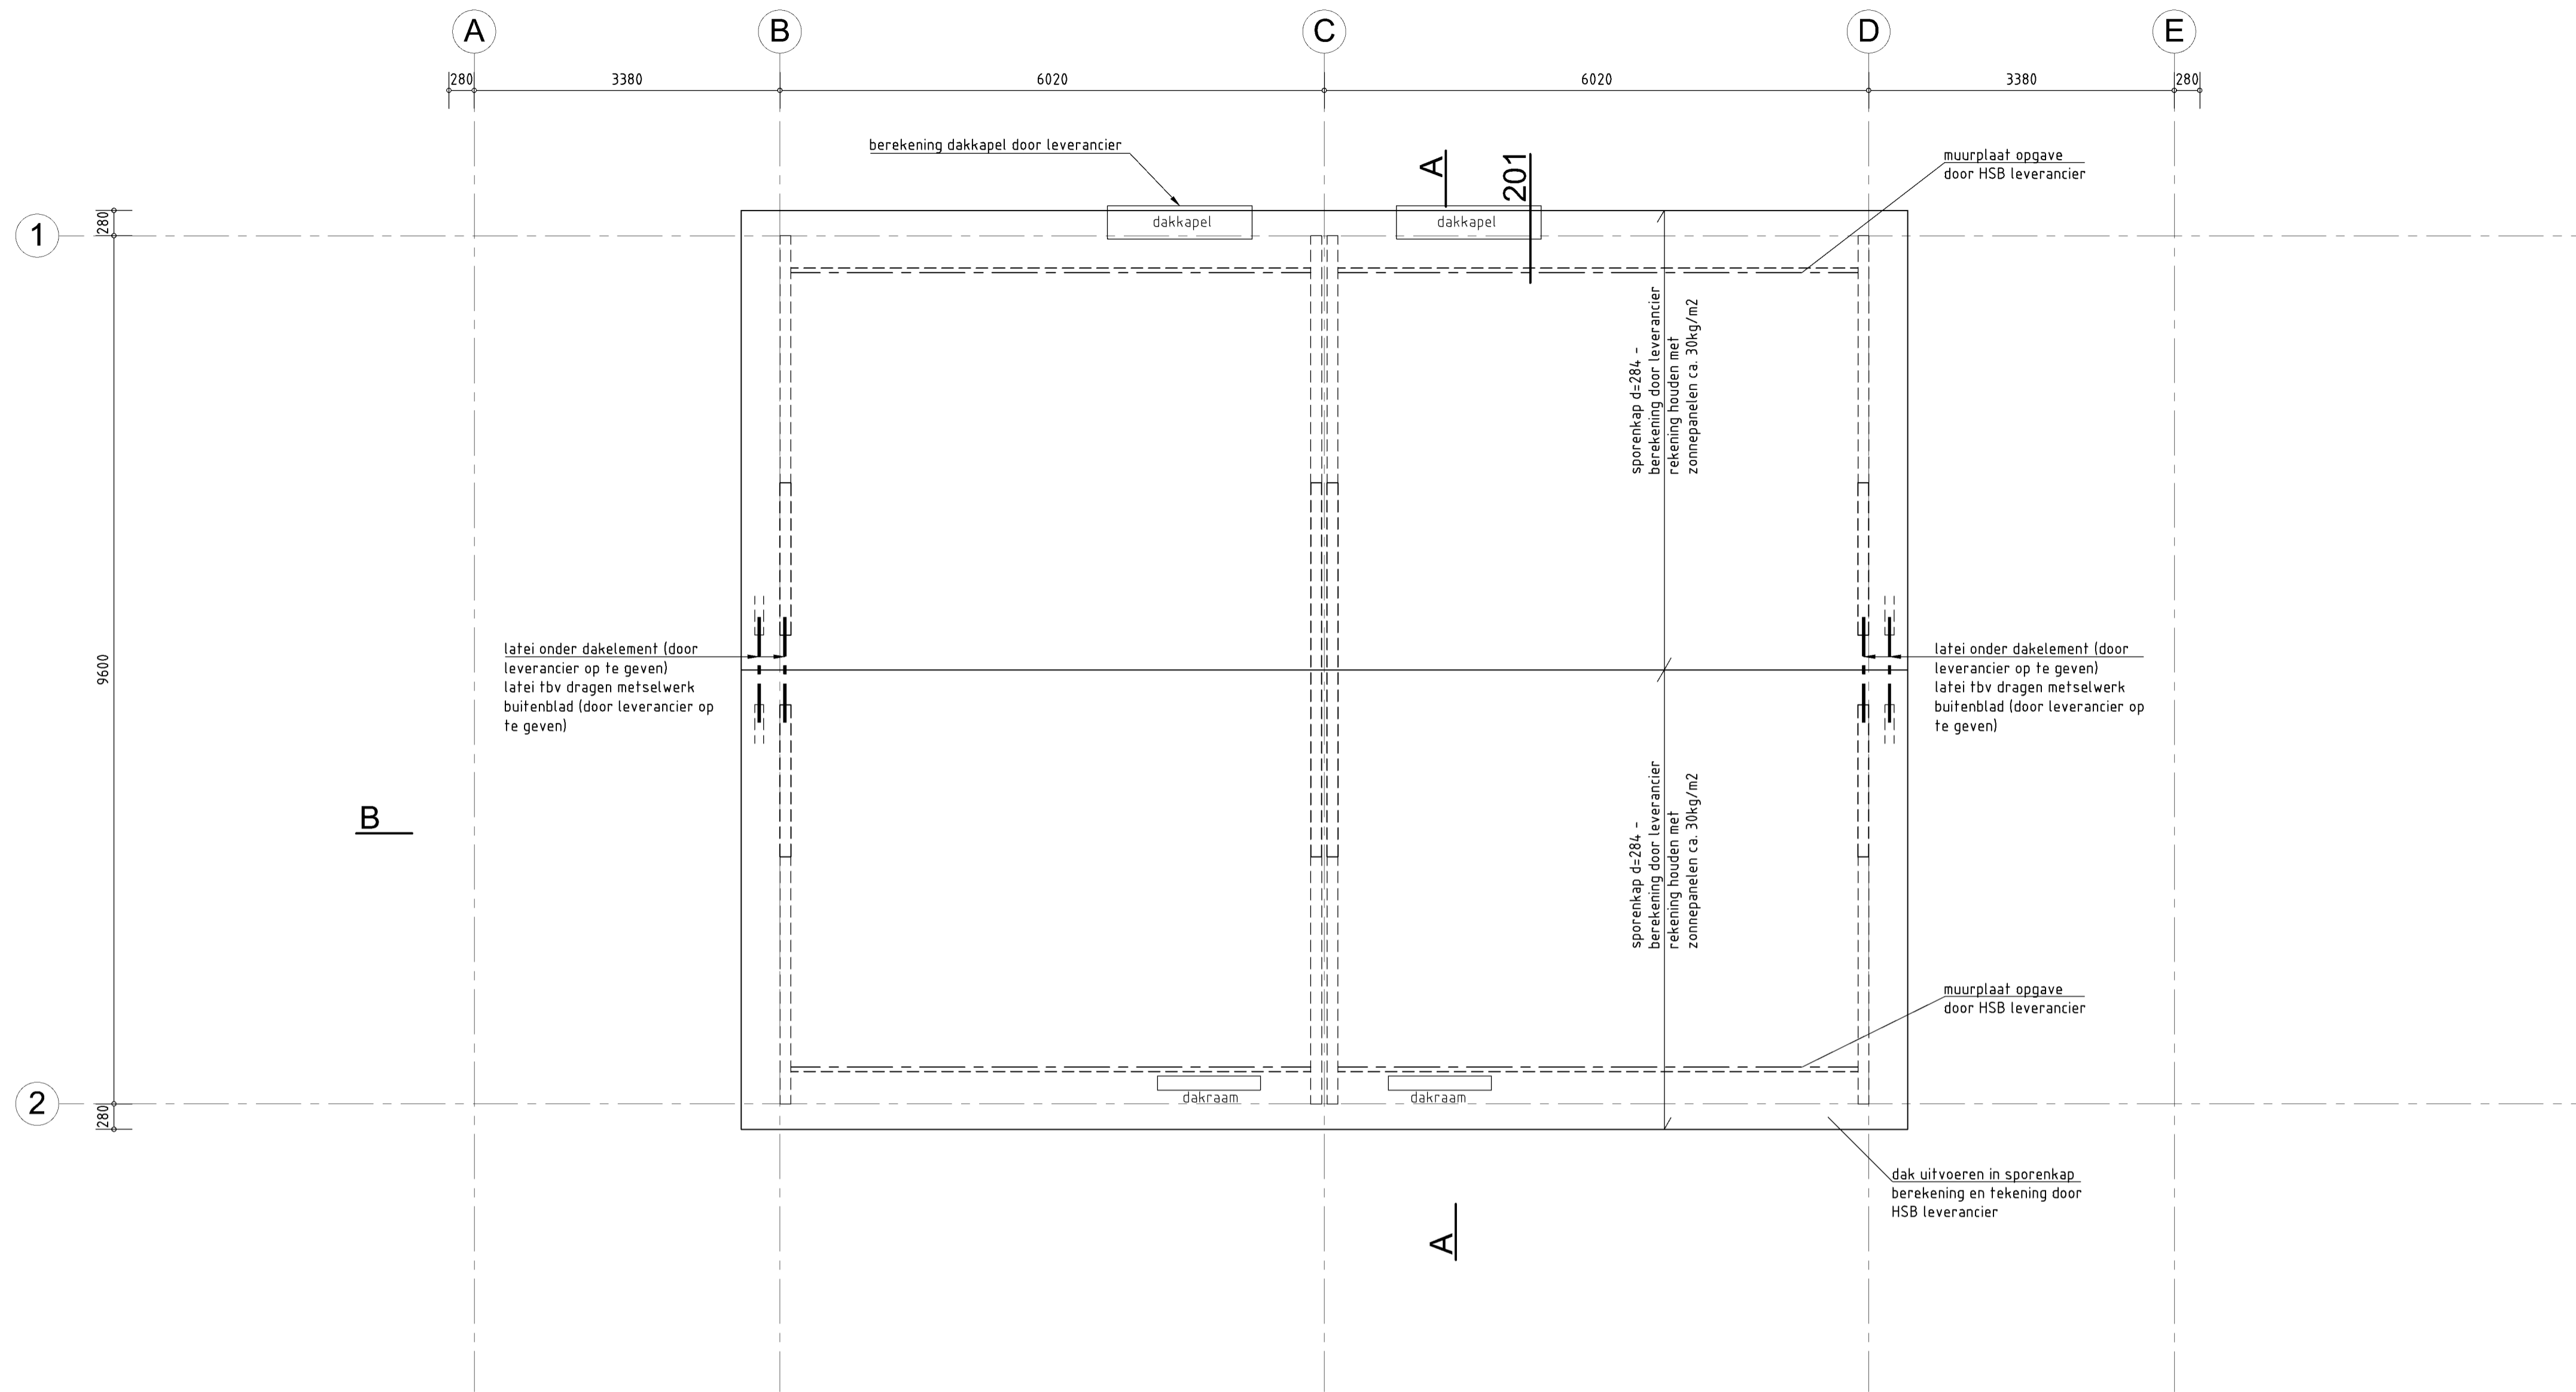 A
B
C
D
E
280
3380
6020
6020
3380
280
berekening dakkapel door leverancier
A
201
muurplaat opgave
door HSB leverancier
1
280
dakkapel
dakkapel
sporenkap d=284 -
berekening door leverancier
rekening houden met
zonnepanelen ca. 30kg/m2
9600
latei onder dakelement (door
leverancier op te geven)
latei tbv dragen metselwerk
buitenblad (door leverancier op
te geven)
latei onder dakelement (door
leverancier op te geven)
latei tbv dragen metselwerk
buitenblad (door leverancier op
te geven)
B
sporenkap d=284 -
berekening door leverancier
rekening houden met
zonnepanelen ca. 30kg/m2
muurplaat opgave
door HSB leverancier
2
280
dakraam
dakraam
dak uitvoeren in sporenkap
berekening en tekening door
HSB leverancier
A